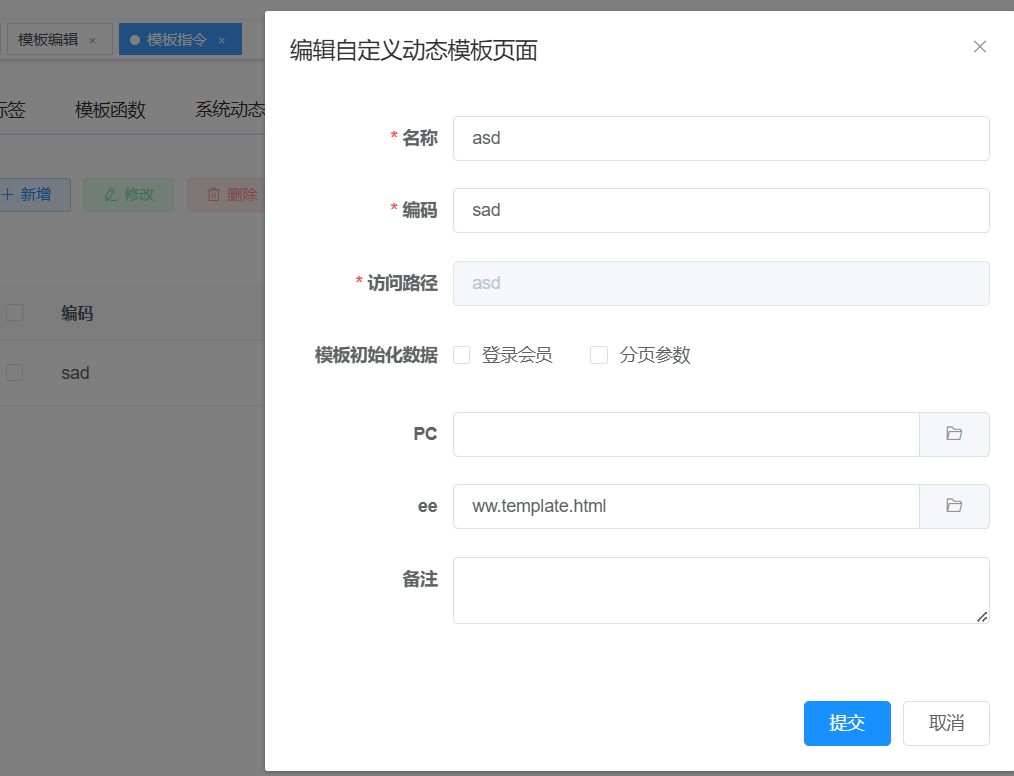 模板编辑 ×
模板指令 ×
标签 模板函数 系统动态
+ 新增 修改 删除
编码
sad
编辑自定义动态模板页面
* 名称 asd
* 编码 sad
* 访问路径 asd
模板初始化数据 登录会员 分页参数
PC
ee ww.template.html
备注
提交 取消